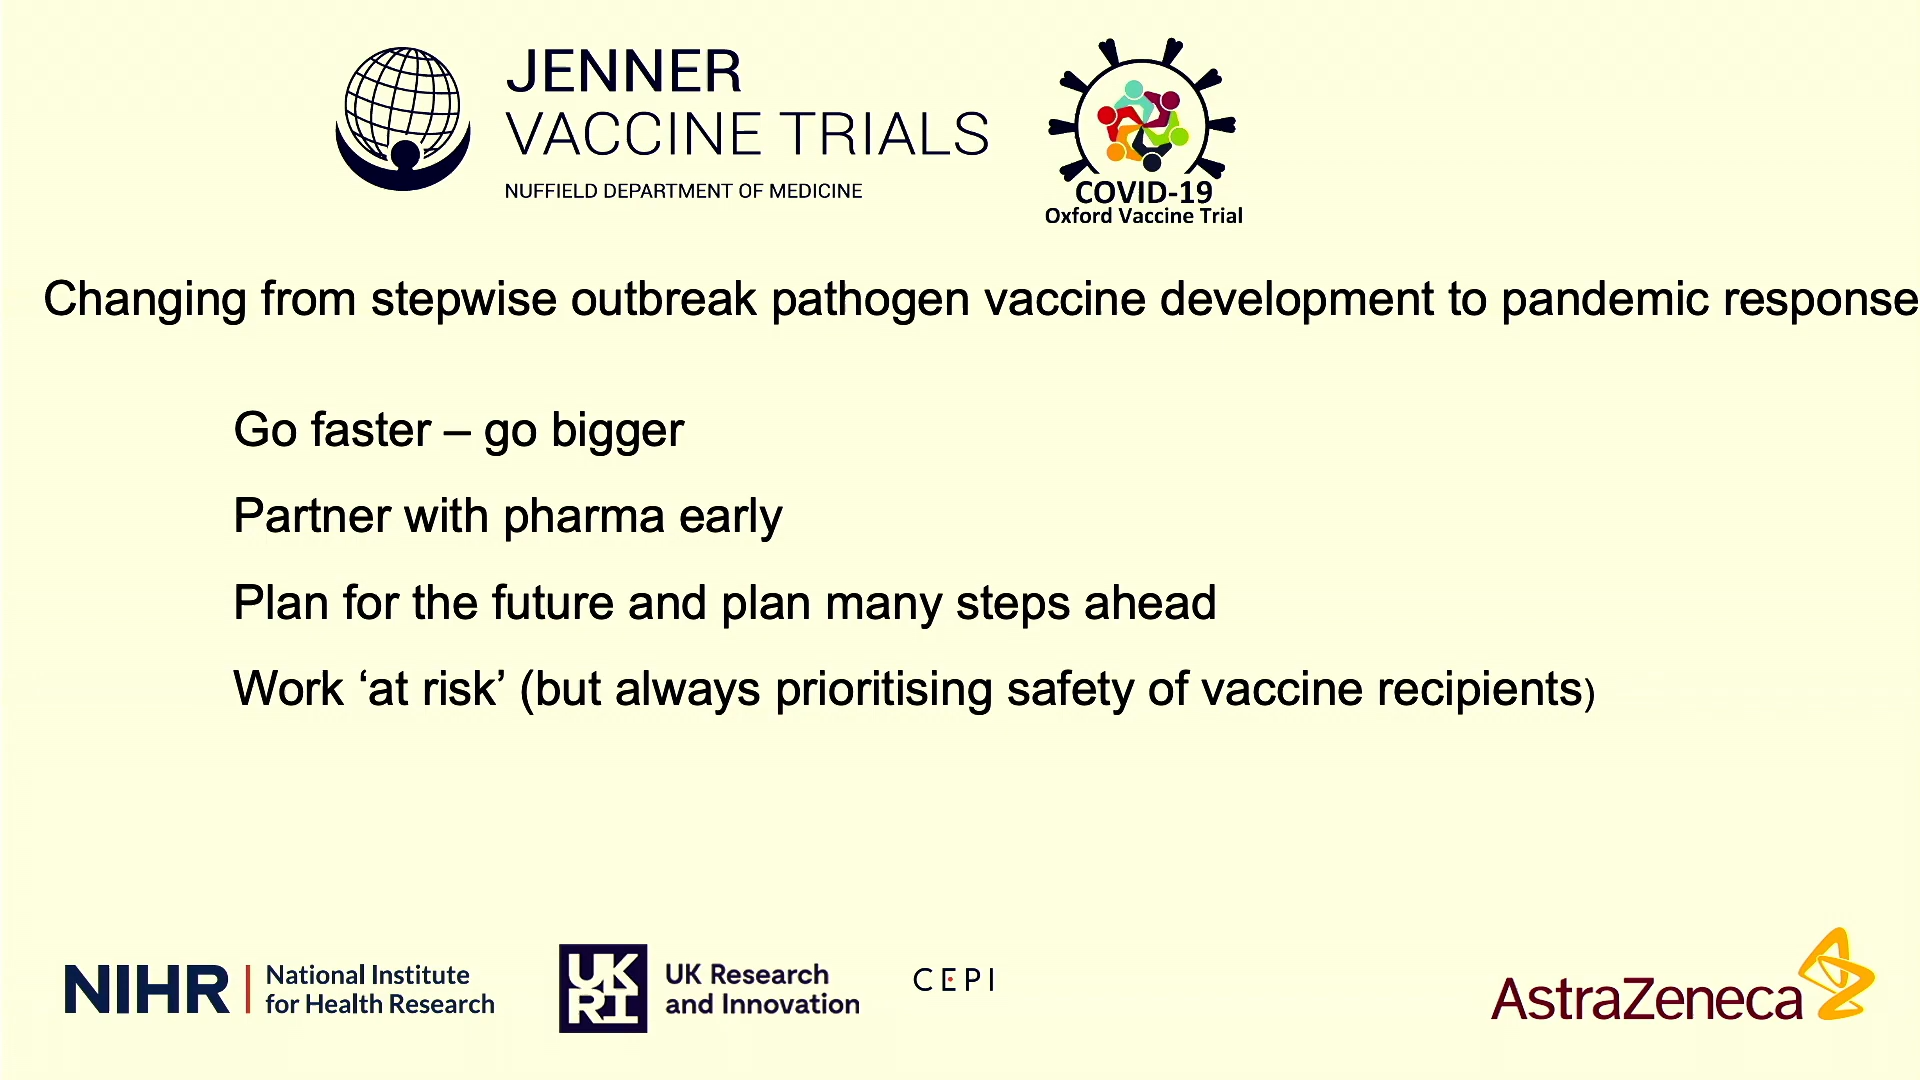 JENNER
VACCINE TRIALS
NUFFIELD DEPARTMENT OF MEDICINE
COVID-19
Oxford Vaccine Trial
Changing from stepwise outbreak pathogen vaccine development to pandemic response
Go faster – go bigger
Partner with pharma early
Plan for the future and plan many steps ahead
Work ‘at risk’ (but always prioritising safety of vaccine recipients)
NIHR
National Institute
for Health Research
UK
RI
UK Research
and Innovation
CEPI
AstraZeneca